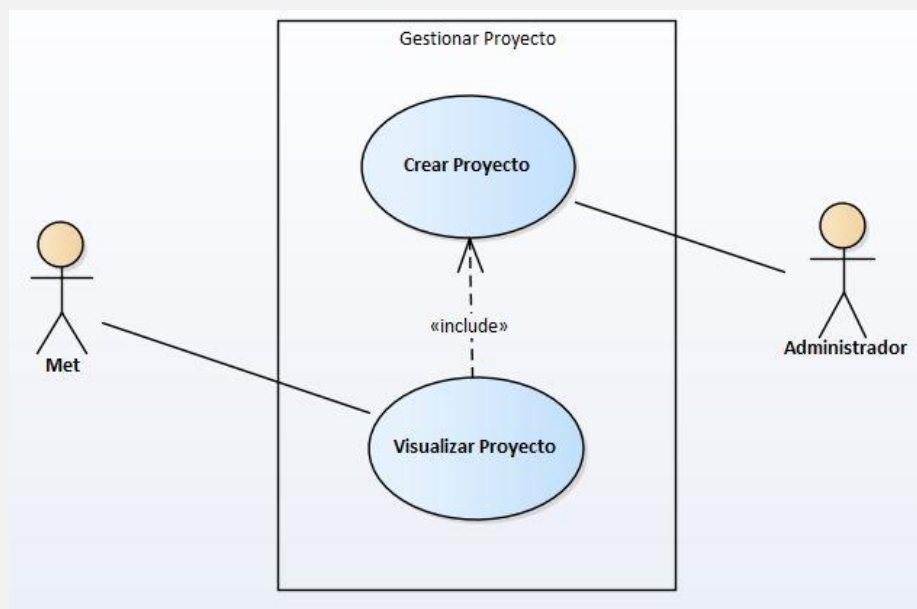 Gestionar Proyecto
Crear Proyecto
«include»
Met
Administrador
Visualizar Proyecto